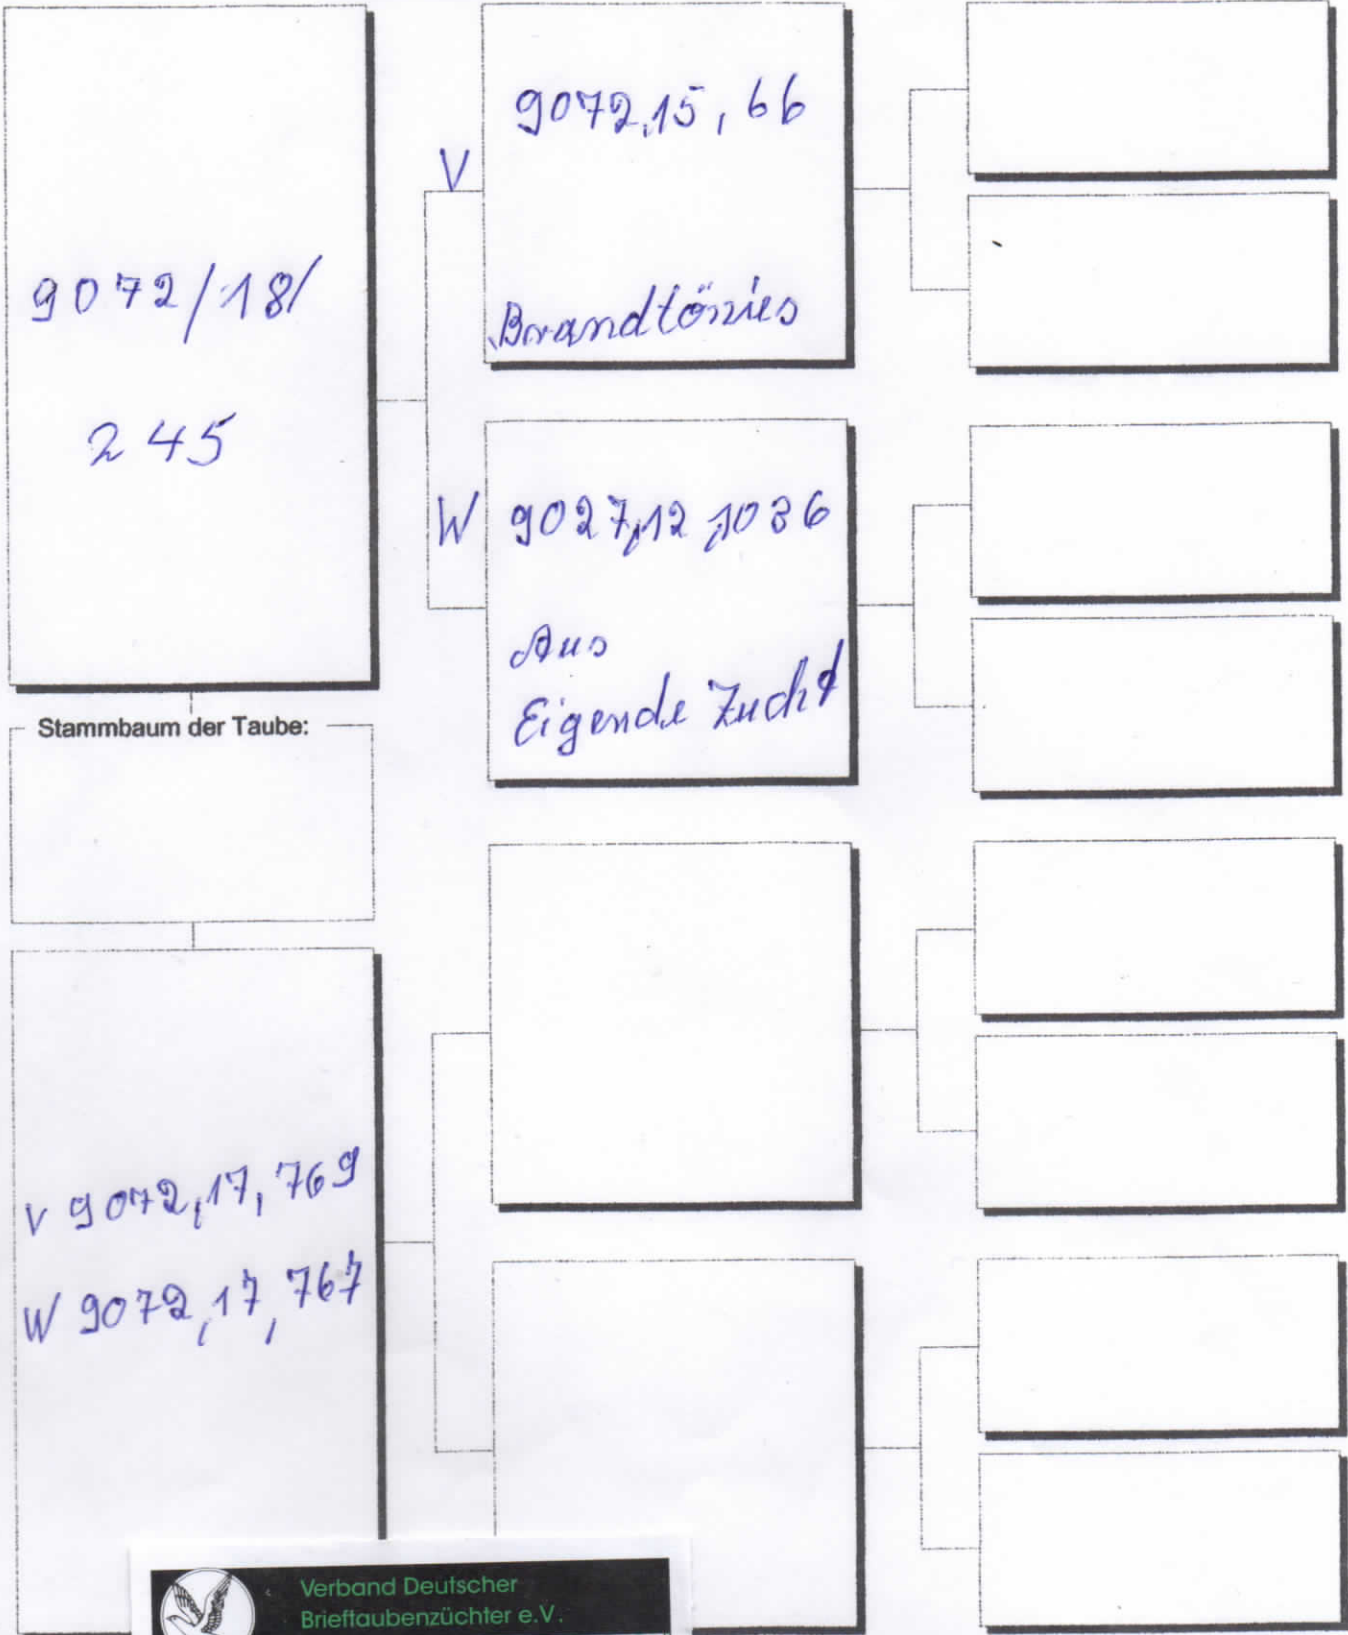 9072/18/
245
V
9072,15,66
Brandtönies
W
9027,12,1036
Aus
Eigende Zucht
Stammbaum der Taube:
V 9072,17,769
W 9072,17,767
Verband Deutscher
Brieftaubenzüchter e.V.